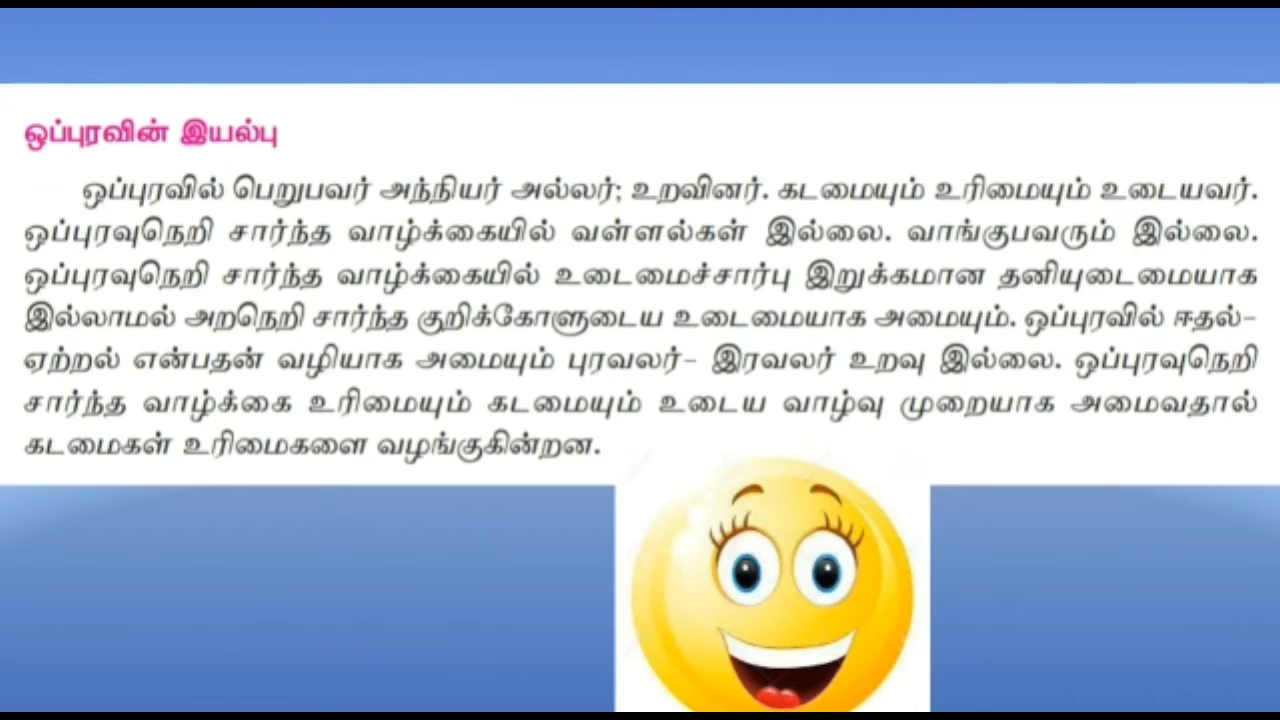 ஒப்புரவின் இயல்பு
ஒப்புரவில் பெறுபவர் அந்நியர் அல்லர்; உறவினர். கடமையும் உரிமையும் உடையவர்.
ஒப்புரவுநெறி சார்ந்த வாழ்க்கையில் வள்ளல்கள் இல்லை. வாங்குபவரும் இல்லை.
ஒப்புரவுநெறி சார்ந்த வாழ்க்கையில் உடைமைச்சார்பு இறுக்கமான தனியுடைமையாக
இல்லாமல் அறநெறி சார்ந்த குறிக்கோளுடைய உடைமையாக அமையும். ஒப்புரவில் ஈதல்-
ஏற்றல் என்பதன் வழியாக அமையும் புரவலர்- இரவலர் உறவு இல்லை. ஒப்புரவுநெறி
சார்ந்த வாழ்க்கை உரிமையும் கடமையும் உடைய வாழ்வு முறையாக அமைவதால்
கடமைகள் உரிமைகளை வழங்குகின்றன.